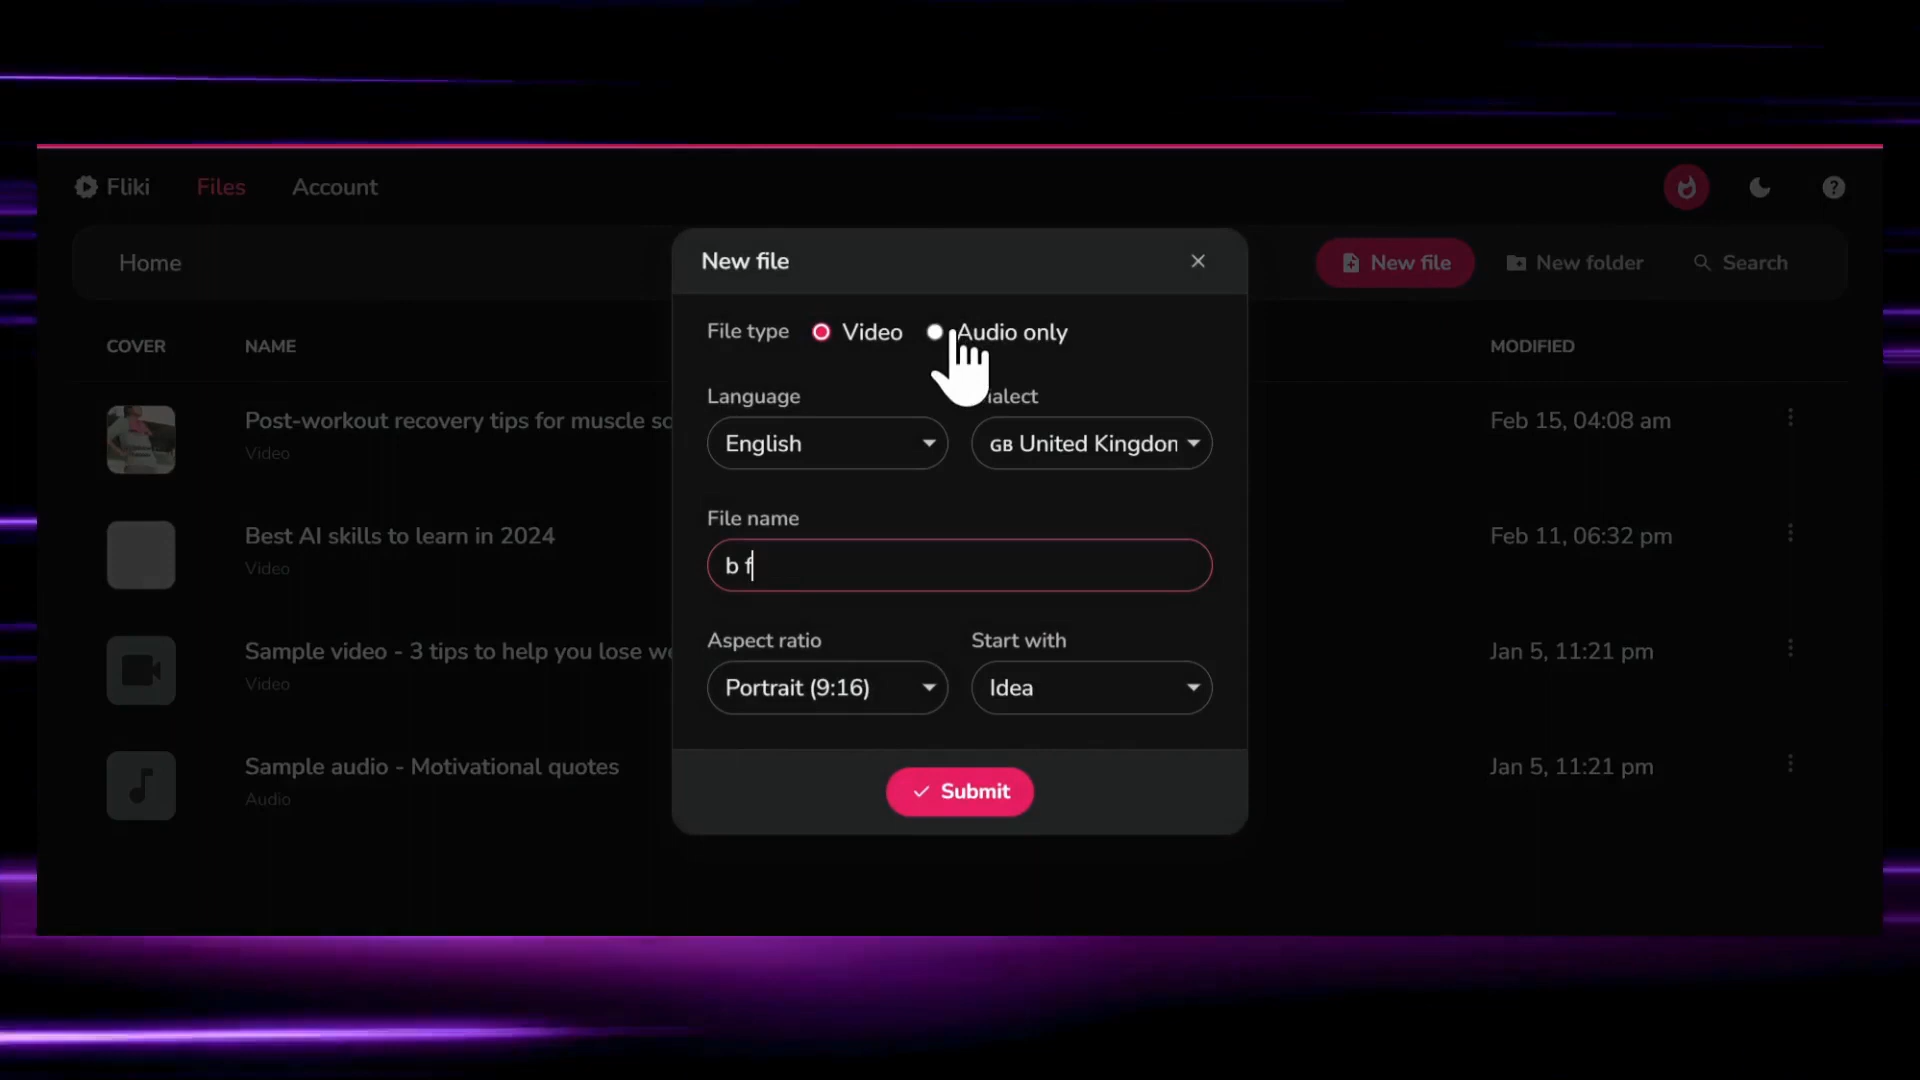 Fliki Files Account
Home New file New folder Search
COVER NAME MODIFIED
Post-workout recovery tips for muscle Feb 15, 04:08 am
Video
Best AI skills to learn in 2024 Feb 11, 06:32 pm
Video
Sample video - 3 tips to help you lose Jan 5, 11:21 pm
Video
Sample audio - Motivational quotes Jan 5, 11:21 pm
Audio
New file
File type Video Audio only
Language ialect
English GB United Kingdon
File name
b f
Aspect ratio Start with
Portrait (9:16) Idea
Submit